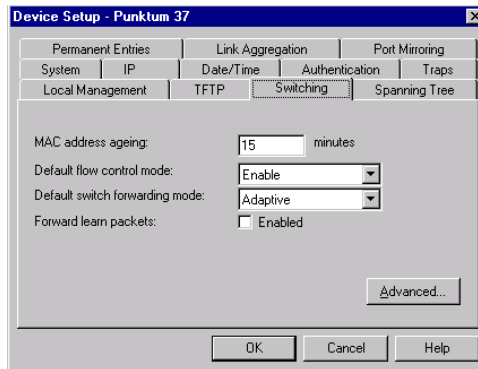 Device Setup - Punktum 37
Permanent Entries Link Aggregation Port Mirroring
System IP Date/Time Authentication Traps
Local Management TFTP Switching Spanning Tree
MAC address ageing: 15 minutes
Default flow control mode: Enable
Default switch forwarding mode: Adaptive
Forward learn packets: Enabled
Advanced...
OK Cancel Help